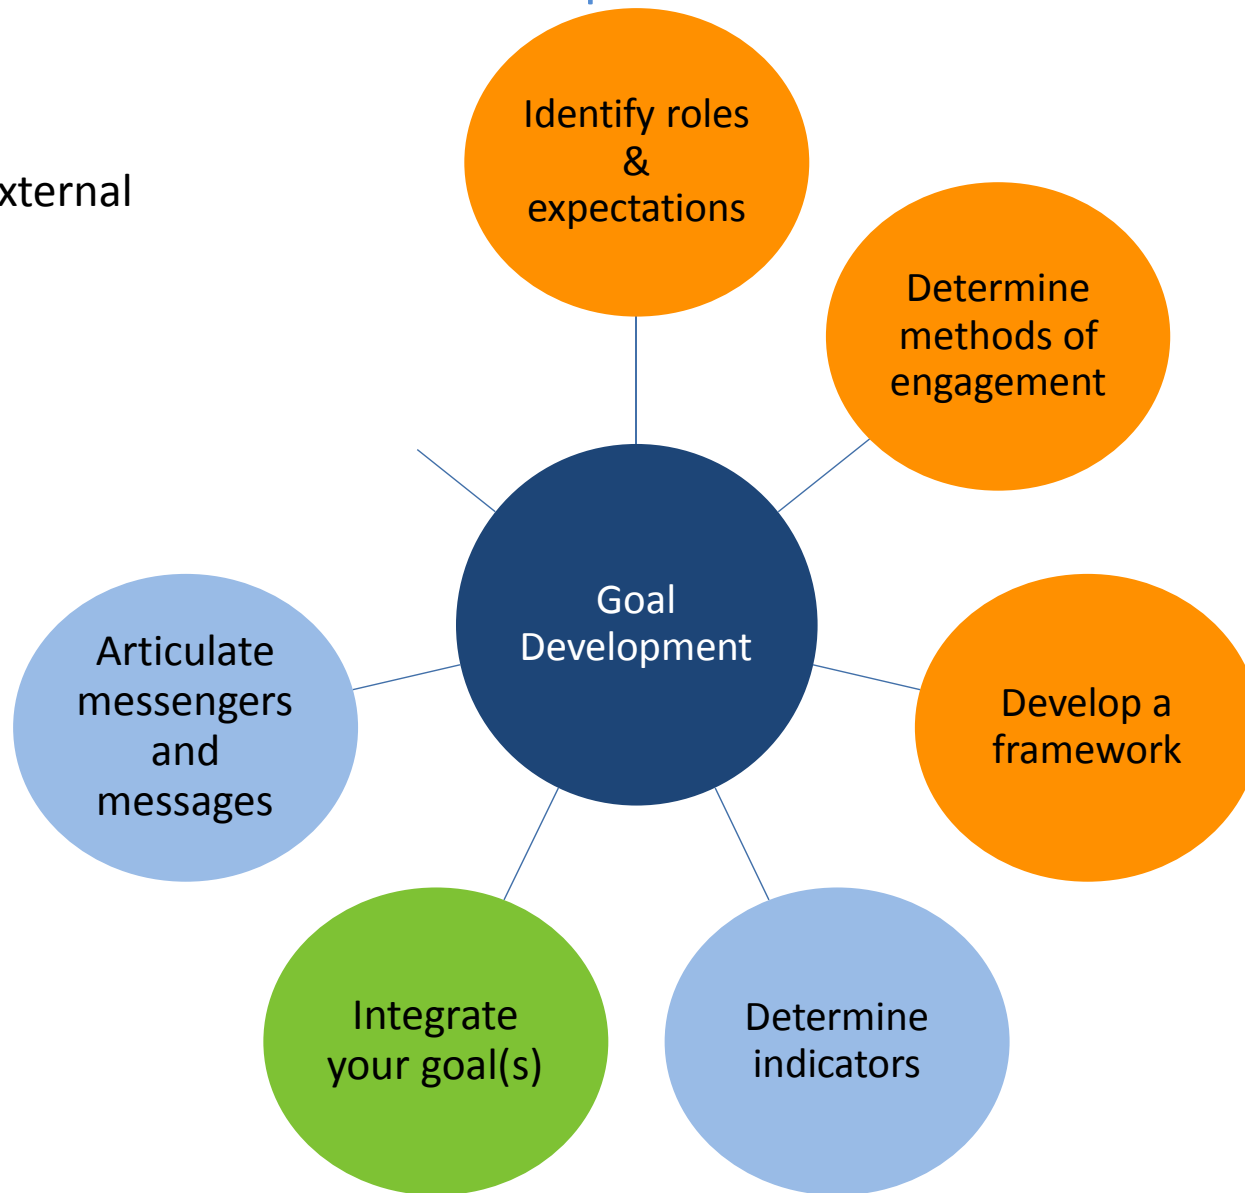 Identify roles
&
expectations
xternal
Determine
methods of
engagement
Goal
Development
Articulate
messengers
and
messages
Develop a
framework
Integrate
your goal(s)
Determine
indicators